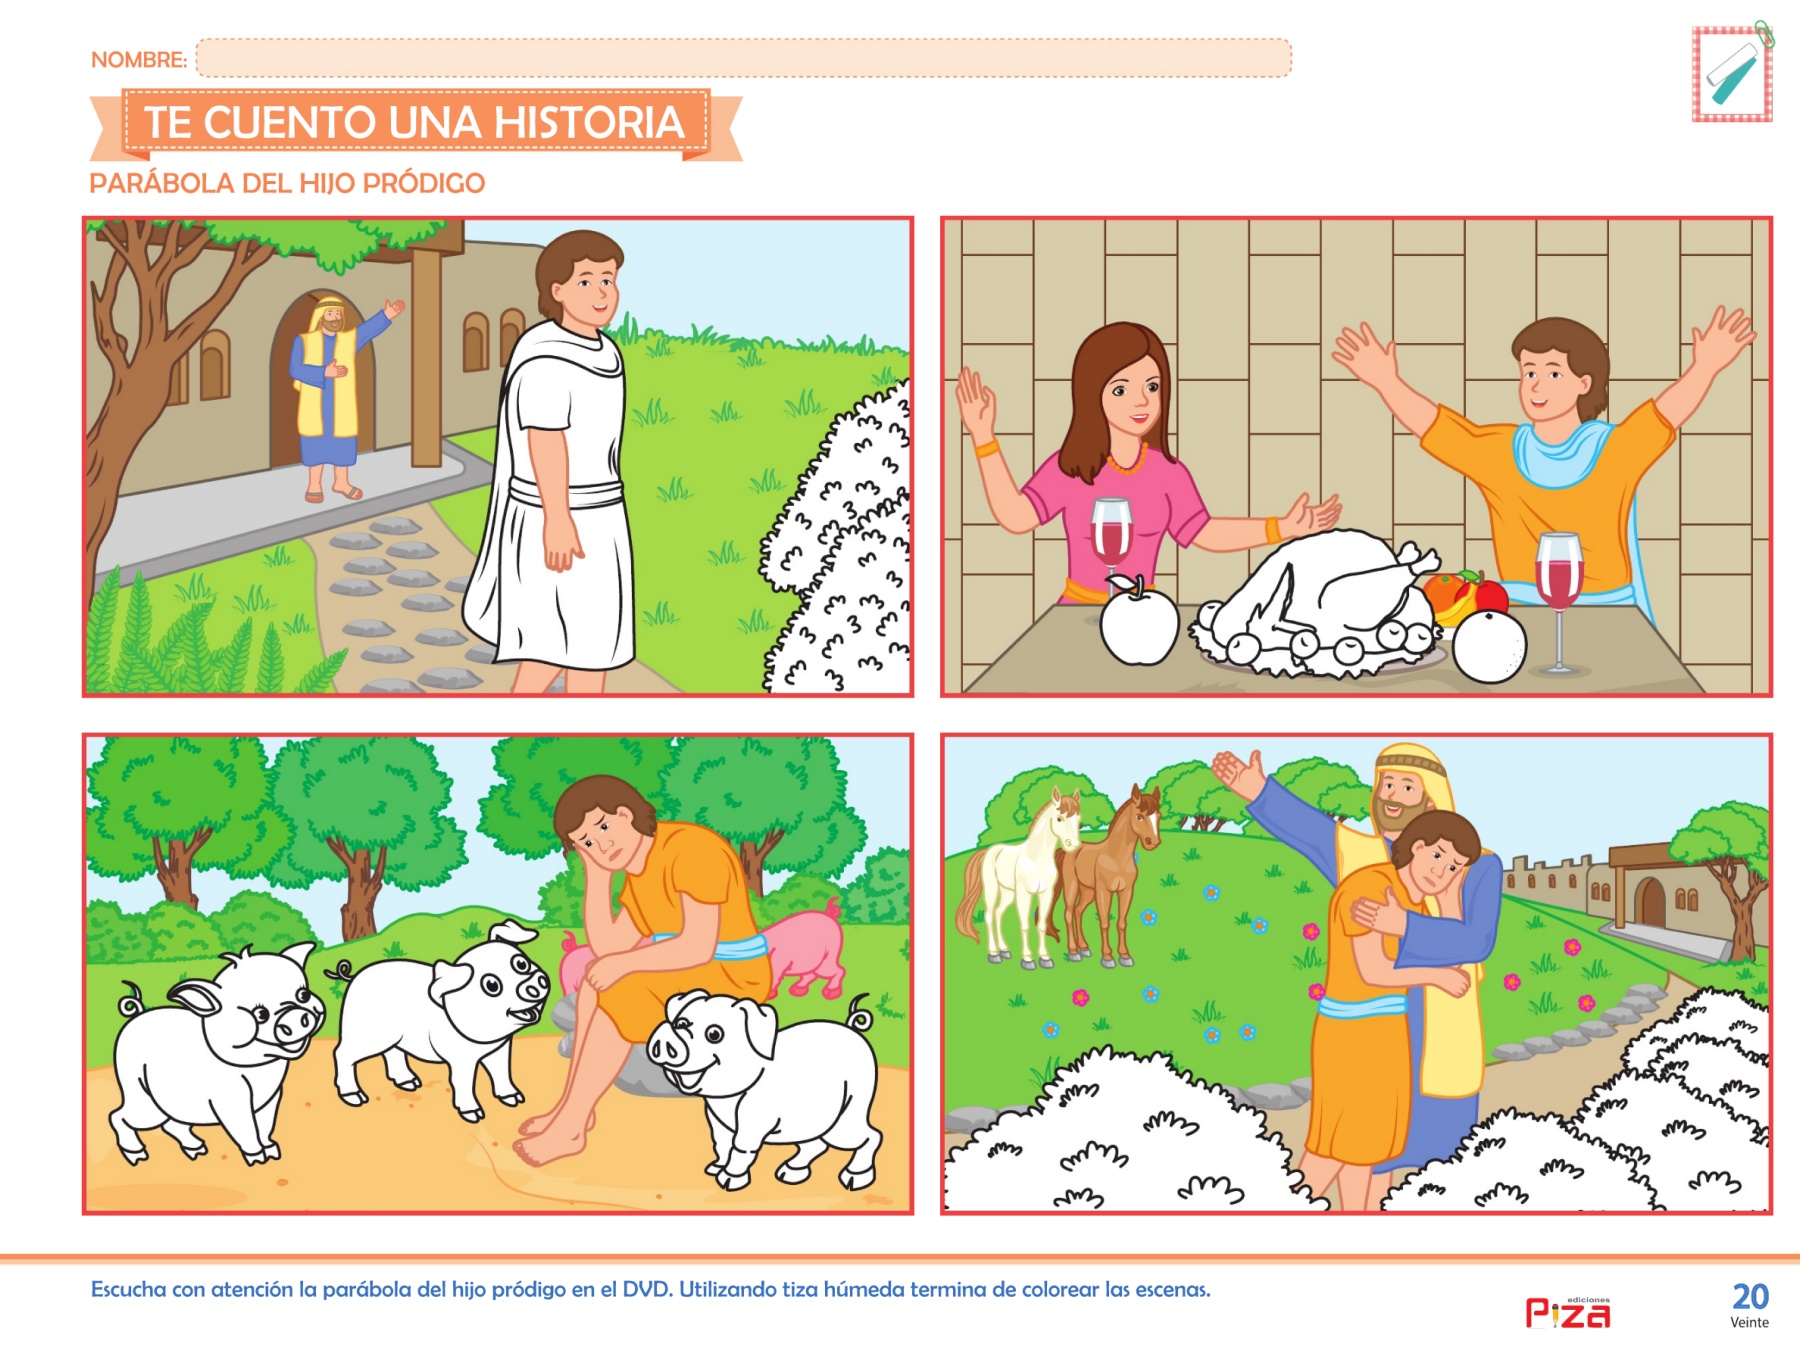 NOMBRE:
TE CUENTO UNA HISTORIA
PARÁBOLA DEL HIJO PRÓDIGO
Escucha con atención la parábola del hijo pródigo en el DVD. Utilizando tiza húmeda termina de colorear las escenas.
ediciones
Piza
20
Veinte